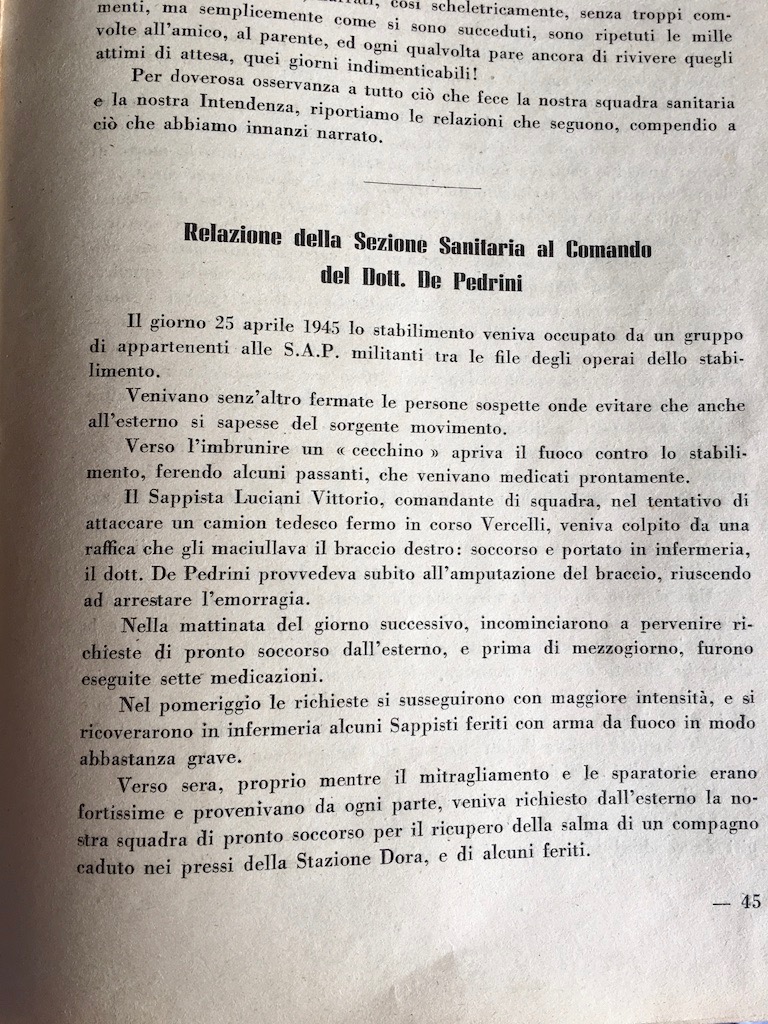 così scheletricamente, senza troppi com-
menti, ma semplicemente come si sono succeduti, sono ripetuti le mille
volte all'amico, al parente, ed ogni qualvolta pare ancora di rivivere quegli
attimi di attesa, quei giorni indimenticabili!
Per doverosa osservanza a tutto ciò che fece la nostra squadra sanitaria
e la nostra Intendenza, riportiamo le relazioni che seguono, compendio a
ciò che abbiamo innanzi narrato.
Relazione della Sezione Sanitaria al Comando
del Dott. De Pedrini
Il giorno 25 aprile 1945 lo stabilimento veniva occupato da un gruppo
di appartenenti alle S.A.P. militanti tra le file degli operai dello stabi-
limento.
Venivano senz'altro fermate le persone sospette onde evitare che anche
all'esterno si sapesse del sorgente movimento.
Verso l'imbrunire un « cecchino » apriva il fuoco contro lo stabili-
mento, ferendo alcuni passanti, che venivano medicati prontamente.
Il Sappista Luciani Vittorio, comandante di squadra, nel tentativo di
attaccare un camion tedesco fermo in corso Vercelli, veniva colpito da una
raffica che gli maciullava il braccio destro: soccorso e portato in infermeria,
il dott. De Pedrini provvedeva subito all'amputazione del braccio, riuscendo
ad arrestare l'emorragia.
Nella mattinata del giorno successivo, incominciarono a pervenire ri-
chieste di pronto soccorso dall'esterno, e prima di mezzogiorno, furono
eseguite sette medicazioni.
Nel pomeriggio le richieste si susseguirono con maggiore intensità, e si
ricoverarono in infermeria alcuni Sappisti feriti con arma da fuoco in modo
abbastanza grave.
Verso sera, proprio mentre il mitragliamento e le sparatorie erano
fortissime e provenivano da ogni parte, veniva richiesto dall'esterno la no-
stra squadra di pronto soccorso per il ricupero della salma di un compagno
caduto nei pressi della Stazione Dora, e di alcuni feriti.
— 45